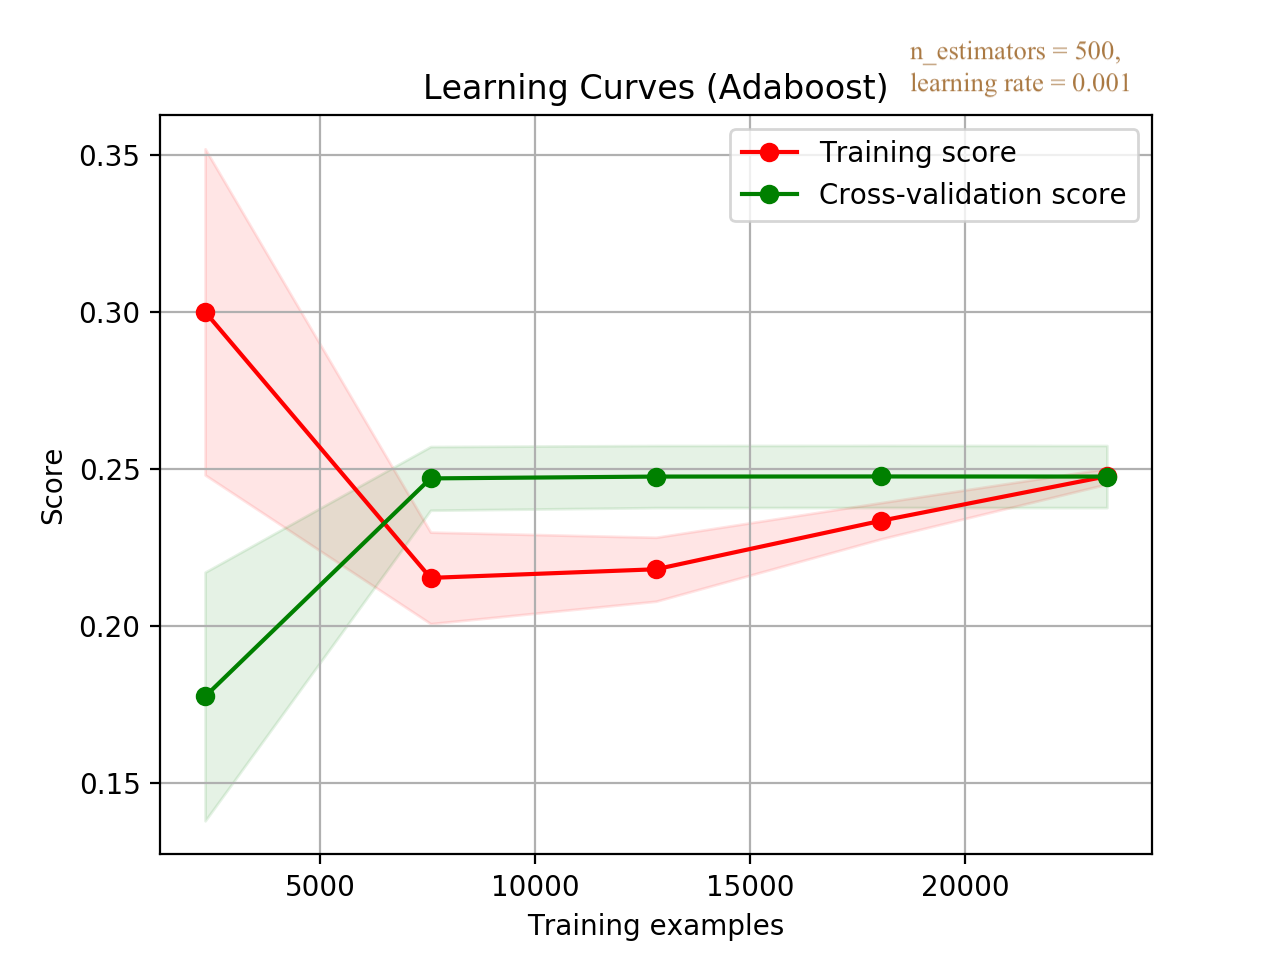 n_estimators = 500,
learning rate = 0.001
Learning Curves (Adaboost)
Training score
Cross-validation score
0.35
0.30
0.25
0.20
0.15
Score
5000 10000 15000 20000
Training examples